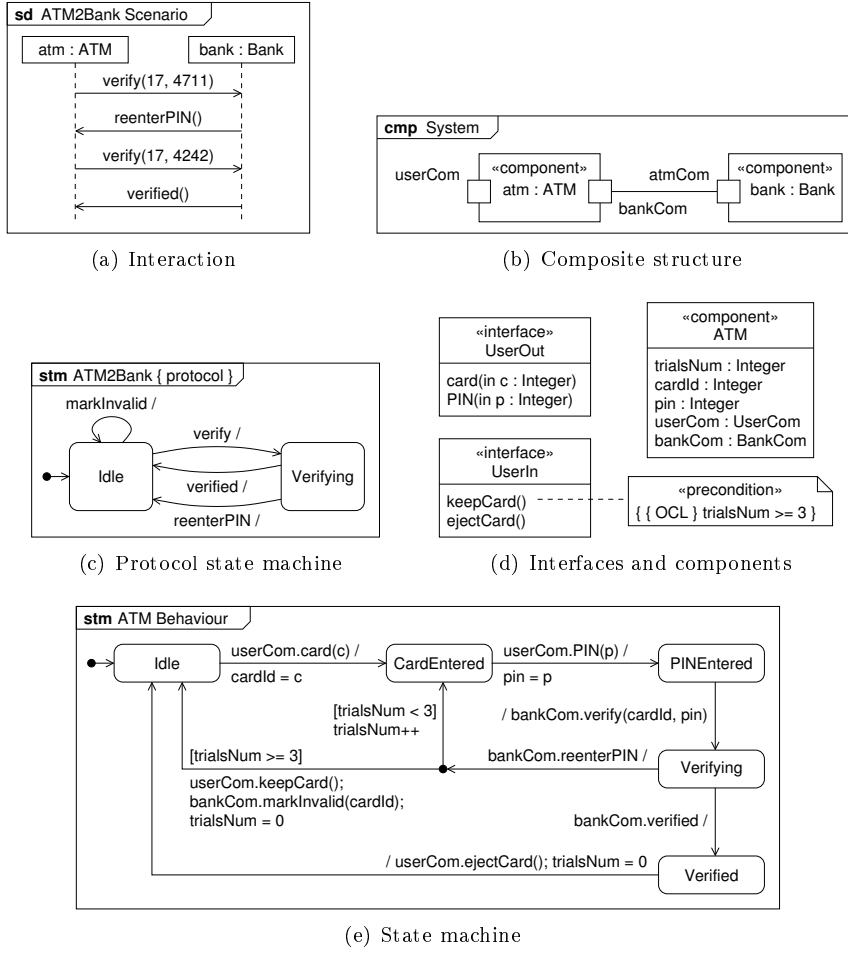 sd ATM2Bank Scenario
atm : ATM
bank : Bank
verify(17, 4711)
reenterPIN()
verify(17, 4242)
verified()
(a) Interaction
cmp System
userCom
«component»
atm : ATM
atmCom
bankCom
«component»
bank : Bank
(b) Composite structure
stm ATM2Bank { protocol }
markInvalid /
Idle
verify /
verified /
reenterPIN /
Verifying
(c) Protocol state machine
«interface»
UserOut
card(in c : Integer)
PIN(in p : Integer)
«interface»
UserIn
keepCard()
ejectCard()
«component»
ATM
trialsNum : Integer
cardId : Integer
pin : Integer
userCom : UserCom
bankCom : BankCom
«precondition»
{ { OCL } trialsNum >= 3 }
(d) Interfaces and components
stm ATM Behaviour
Idle
userCom.card(c) /
cardId = c
CardEntered
userCom.PIN(p) /
pin = p
PINEntered
/ bankCom.verify(cardId, pin)
[trialsNum < 3]
trialsNum++
[trialsNum >= 3]
userCom.keepCard();
bankCom.markInvalid(cardId);
trialsNum = 0
bankCom.reenterPIN /
Verifying
bankCom.verified /
/ userCom.ejectCard(); trialsNum = 0
Verified
(e) State machine